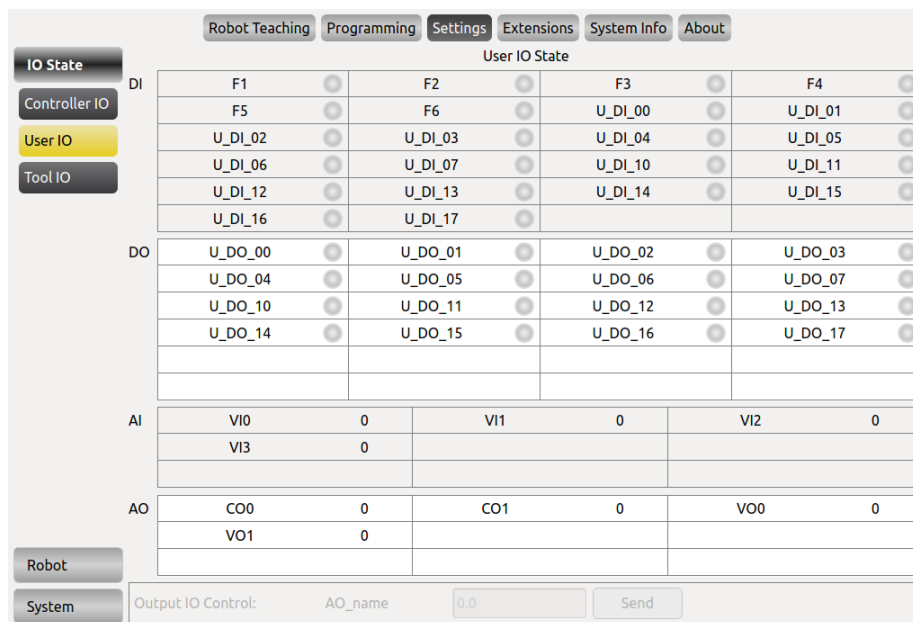 Robot Teaching Programming Settings Extensions System Info About
User IO State
IO State
Controller IO
User IO
Tool IO
DI F1 F2 F3 F4
F5 F6 U_DI_00 U_DI_01
U_DI_02 U_DI_03 U_DI_04 U_DI_05
U_DI_06 U_DI_07 U_DI_10 U_DI_11
U_DI_12 U_DI_13 U_DI_14 U_DI_15
U_DI_16 U_DI_17
DO U_DO_00 U_DO_01 U_DO_02 U_DO_03
U_DO_04 U_DO_05 U_DO_06 U_DO_07
U_DO_10 U_DO_11 U_DO_12 U_DO_13
U_DO_14 U_DO_15 U_DO_16 U_DO_17
AI VI0 0 VI1 0 VI2 0
VI3 0
AO CO0 0 CO1 0 VO0 0
VO1 0
Robot
System
Output IO Control: AO_name 0.0 Send